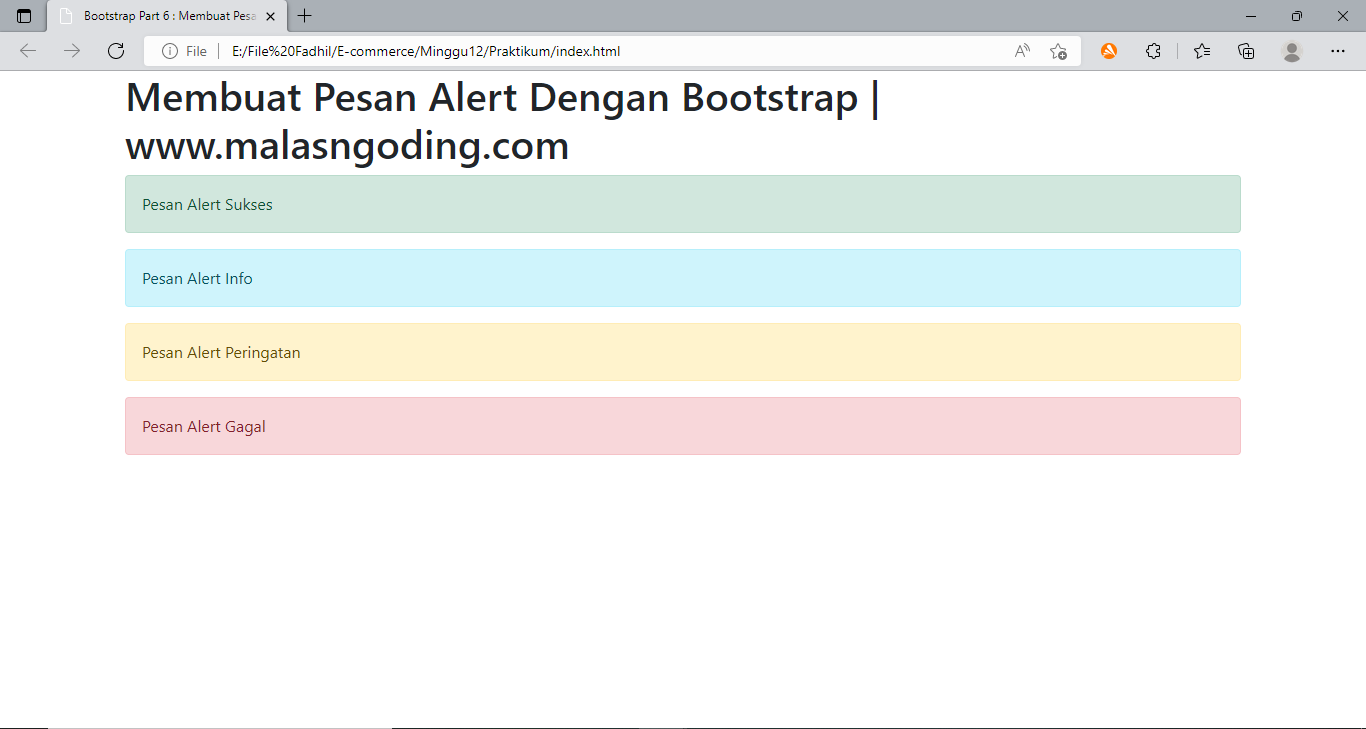 Bootstrap Part 6 : Membuat Pesa
File
E:/File%20Fadhil/E-commerce/Minggu12/Praktikum/index.html
Membuat Pesan Alert Dengan Bootstrap |
www.malasngoding.com
Pesan Alert Sukses
Pesan Alert Info
Pesan Alert Peringatan
Pesan Alert Gagal